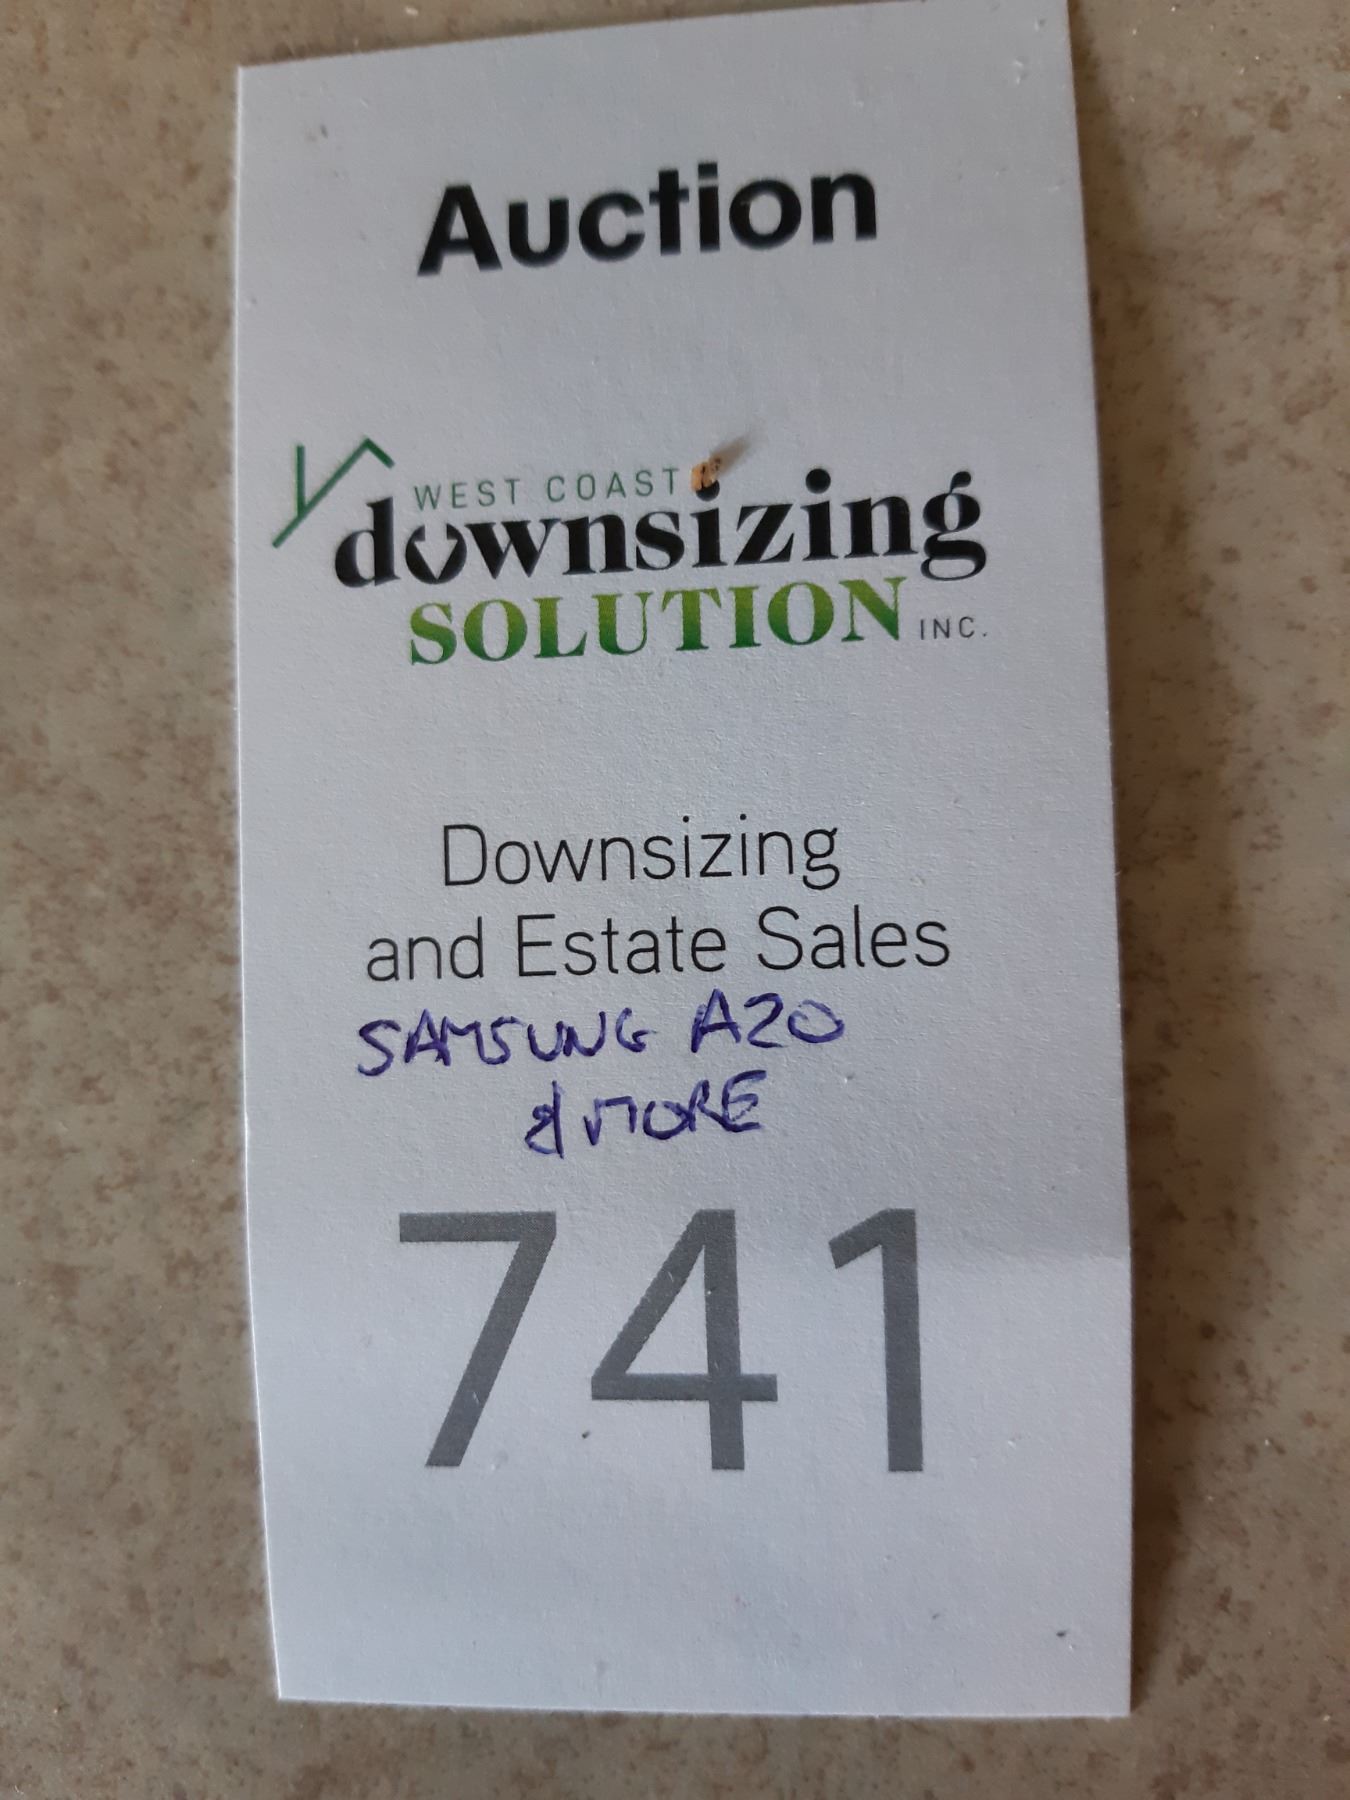 Auction
WEST COAST
downsizing
SOLUTION INC.
Downsizing
and Estate Sales
SAMSUNG A20
& MORE
741